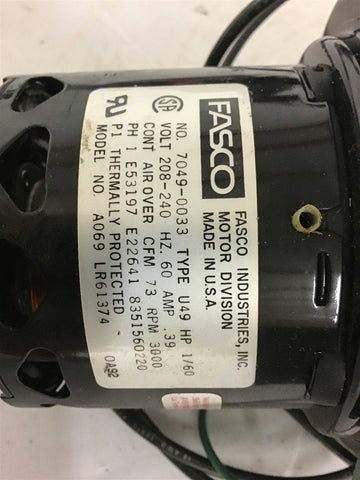 FASCO
FASCO INDUSTRIES, INC.
MOTOR DIVISION
MADE IN U.S.A.
NO. 7049-0033 TYPE U49 HP 1/60
VOLT 208-240 HZ. 60 AMP .39
CONT AIR OVER CFM 73 RPM 3000
PH 1 E53197 E22641 8351560220
P1 THERMALLY PROTECTED -
MODEL NO. A069 LR61374
0A92